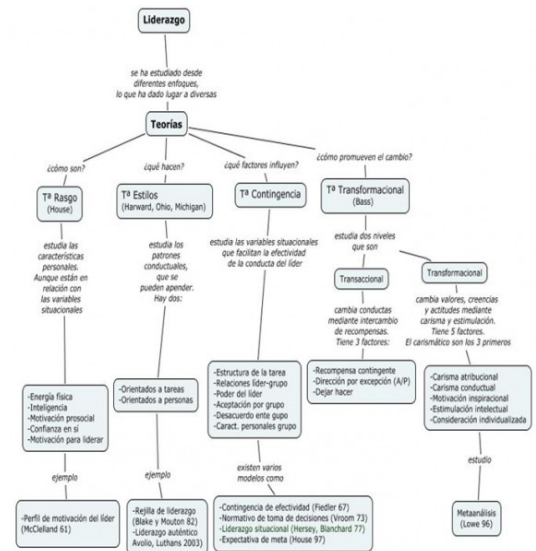 Liderazgo
se ha estudiado desde
diferentes enfoques,
lo que ha dado lugar a diversas
Teorías
¿cómo son?
¿qué hacen?
¿qué factores influyen?
¿cómo promueven el cambio?
Tª Rasgo
(House)
Tª Estilos
(Harward, Ohio, Michigan)
Tª Contingencia
Tª Transformacional
(Bass)
estudia las
características
personales.
Aunque están en
relación con
las variables
situacionales
estudia los
patrones
conductuales,
que se
pueden apender.
Hay dos:
estudia las variables situacionales
que facilitan la efectividad
de la conducta del líder
estudia dos niveles
que son
Transaccional
Transformacional
cambia conductas
mediante intercambio
de recompensas.
Tiene 3 factores:
cambia valores, creencias
y actitudes mediante
carisma y estimulación.
Tiene 5 factores.
El carismático son los 3 primeros
-Energía física
-Inteligencia
-Motivación prosocial
-Confianza en sí
-Motivación para liderar
-Orientados a tareas
-Orientados a personas
-Estructura de la tarea
-Relaciones líder-grupo
-Poder del líder
-Aceptación por grupo
-Desacuerdo ente gupo
-Caract. personales grupo
-Recompensa contingente
-Dirección por excepción (A/P)
-Dejar hacer
-Carisma atribucional
-Carisma conductual
-Motivación inspiracional
-Estimulación intelectual
-Consideración individualizada
ejemplo
ejemplo
existen varios
modelos como
estudio
-Perfil de motivación del líder
(McClelland 61)
-Rejilla de liderazgo
(Blake y Mouton 82)
-Liderazgo auténtico
Avolio, Luthans 2003)
-Contingencia de efectividad (Fiedler 67)
-Normativo de toma de decisiones (Vroom 73)
-Liderazgo situacional (Hersey, Blanchard 77)
-Expectativa de meta (House 97)
Metaanálisis
(Lowe 96)